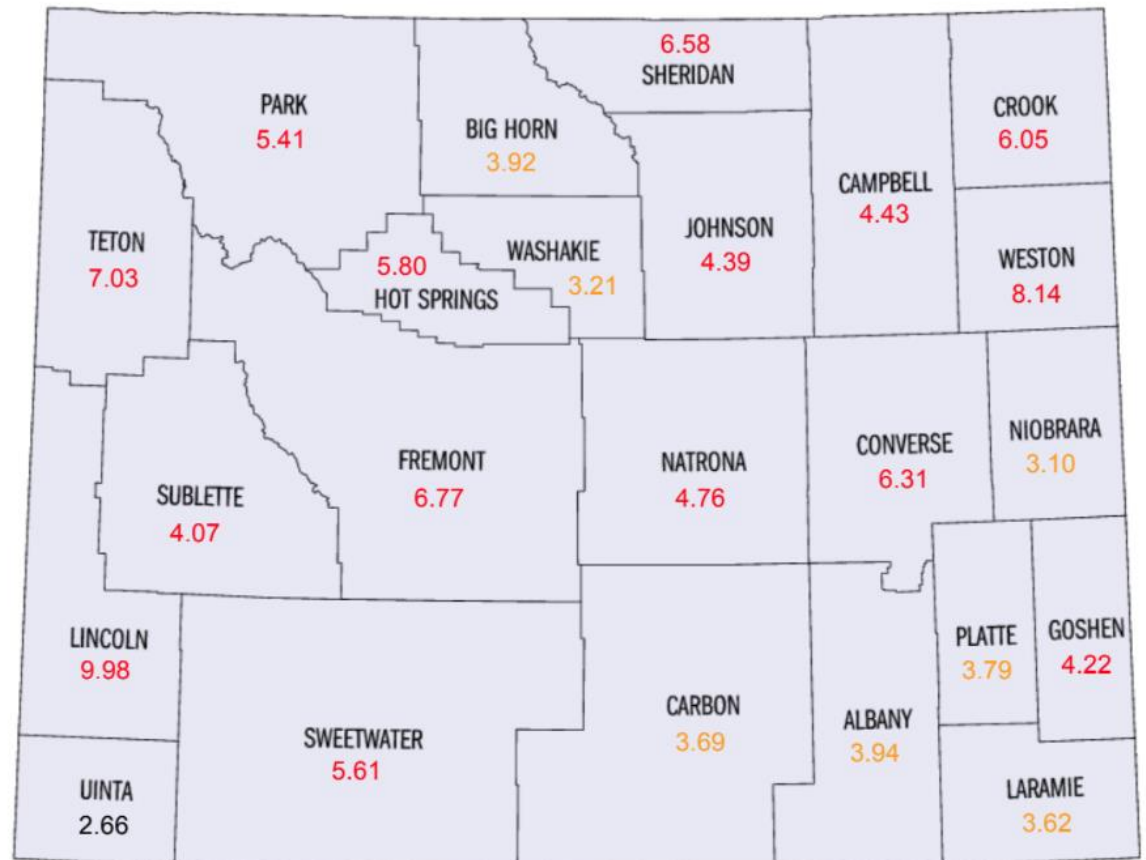 6.58
SHERIDAN
PARK
5.41
BIG HORN
3.92
CROOK
6.05
CAMPBELL
4.43
TETON
7.03
5.80
HOT SPRINGS
WASHAKIE
3.21
JOHNSON
4.39
WESTON
8.14
SUBLETTE
4.07
FREMONT
6.77
NATRONA
4.76
CONVERSE
6.31
NIOBRARA
3.10
LINCOLN
9.98
SWEETWATER
5.61
CARBON
3.69
ALBANY
3.94
PLATTE
3.79
GOSHEN
4.22
UINTA
2.66
LARAMIE
3.62